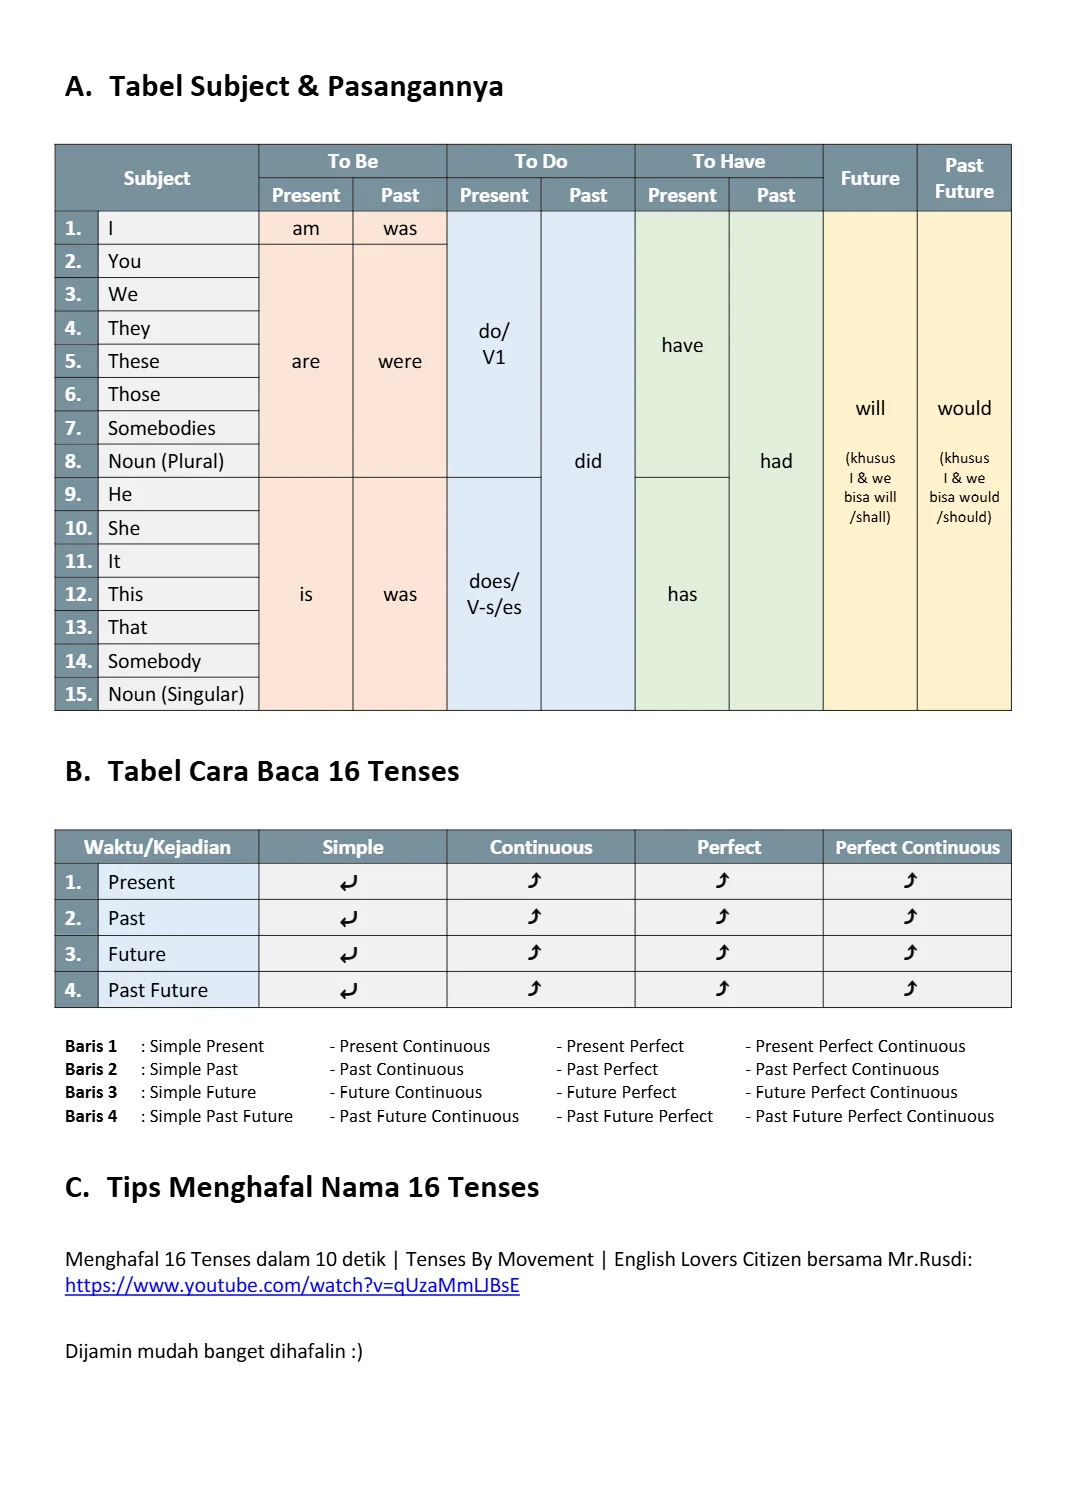 A. Tabel Subject & Pasangannya
Subject To Be To Do To Have Future Past Future
Present Past Present Past Present Past
1. I am was do/ V1 did have had will (khusus I & we bisa will /shall) would (khusus I & we bisa would /should)
2. You are were
3. We
4. They
5. These
6. Those
7. Somebodies
8. Noun (Plural)
9. He is was does/ V-s/es has
10. She
11. It
12. This
13. That
14. Somebody
15. Noun (Singular)
B. Tabel Cara Baca 16 Tenses
Waktu/Kejadian Simple Continuous Perfect Perfect Continuous
1. Present ⤶ ⤴ ⤴ ⤴
2. Past ⤶ ⤴ ⤴ ⤴
3. Future ⤶ ⤴ ⤴ ⤴
4. Past Future ⤶ ⤴ ⤴ ⤴
Baris 1 : Simple Present - Present Continuous - Present Perfect - Present Perfect Continuous
Baris 2 : Simple Past - Past Continuous - Past Perfect - Past Perfect Continuous
Baris 3 : Simple Future - Future Continuous - Future Perfect - Future Perfect Continuous
Baris 4 : Simple Past Future - Past Future Continuous - Past Future Perfect - Past Future Perfect Continuous
C. Tips Menghafal Nama 16 Tenses
Menghafal 16 Tenses dalam 10 detik | Tenses By Movement | English Lovers Citizen bersama Mr.Rusdi:
https://www.youtube.com/watch?v=qUzaMmLJBsE
Dijamin mudah banget dihafalin :)